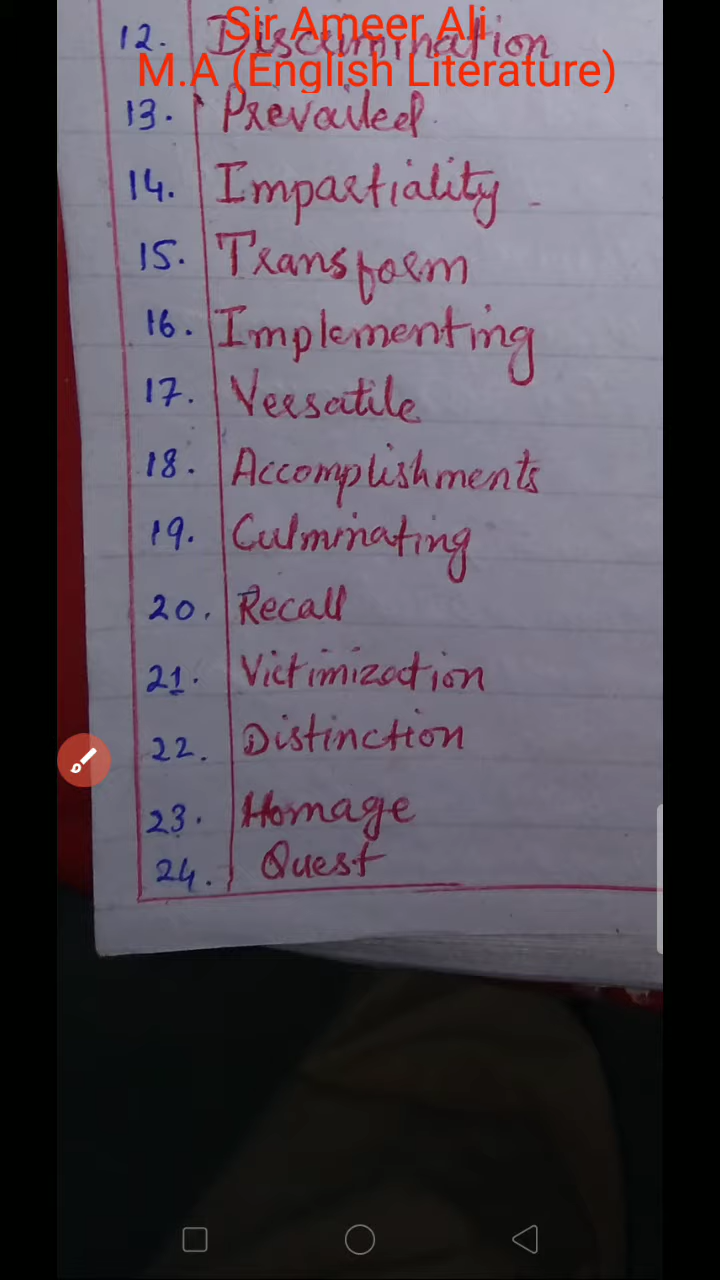 Sir Ameer Ali
12. Discrimination
M.A (English Literature)
13. Prevailed.
14. Impartiality -
15. Transform
16. Implementing
17. Versatile
18. Accomplishments
19. Culminating
20. Recall
21. Victimization
22. Distinction
23. Homage
24. Quest